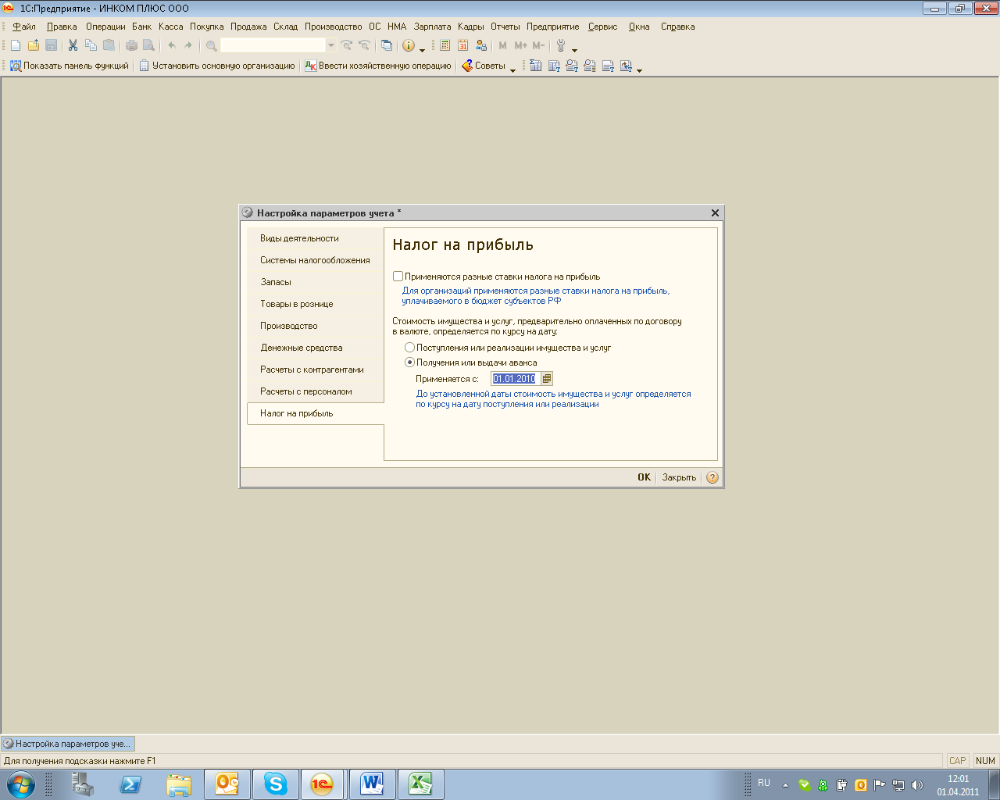 1С:Предприятие - ИНКОМ ПЛЮС ООО
Файл Правка Операции Банк Касса Покупка Продажа Склад Производство ОС НМА Зарплата Кадры Отчеты Предприятие Сервис Окна Справка
M M+ M-
Показать панель функций Установить основную организацию Ввести хозяйственную операцию Советы
Настройка параметров учета *
Виды деятельности
Системы налогообложения
Запасы
Товары в рознице
Производство
Денежные средства
Расчеты с контрагентами
Расчеты с персоналом
Налог на прибыль
Налог на прибыль
Применяются разные ставки налога на прибыль
Для организаций применяются разные ставки налога на прибыль,
уплачиваемого в бюджет субъектов РФ
Стоимость имущества и услуг, предварительно оплаченных по договору
в валюте, определяется по курсу на дату:
Поступления или реализации имущества и услуг
Получения или выдачи аванса
Применяется с: 01.01.2010
До установленной даты стоимость имущества и услуг определяется
по курсу на дату поступления или реализации
OK Закрыть ?
Настройка параметров уче...
Для получения подсказки нажмите F1
CAP NUM
RU
12:01
01.04.2011